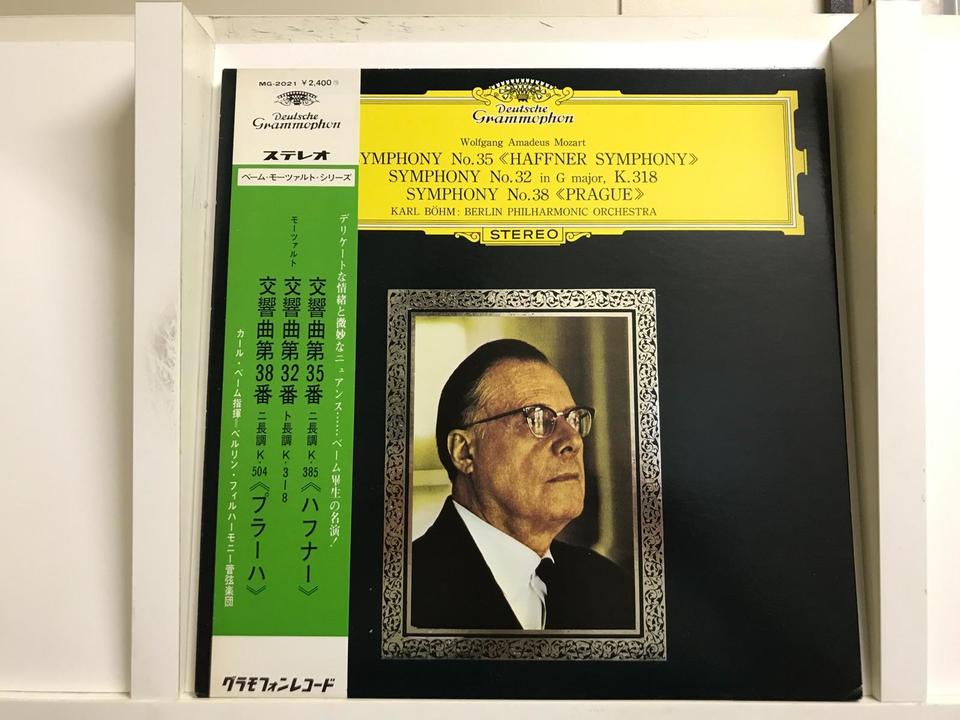 MG-2021 ¥2,400
Deutsche
Grammophon
ステレオ
ベーム・モーツァルト・シリーズ
デリケートな情緒と微妙なニュアンス……ベーム畢生の名演!
モーツァルト
交響曲第35番 ニ長調 K.385《ハフナー》
交響曲第32番 ト長調 K.318
交響曲第38番 ニ長調 K.504《プラーハ》
カール・ベーム指揮=ベルリン・フィルハーモニー管弦楽団
グラモフォンレコード
Deutsche
Grammophon
Wolfgang Amadeus Mozart
YMPHONY No.35《HAFFNER SYMPHONY》
SYMPHONY No.32 in G major, K.318
SYMPHONY No.38《PRAGUE》
KARL BÖHM: BERLIN PHILHARMONIC ORCHESTRA
STEREO